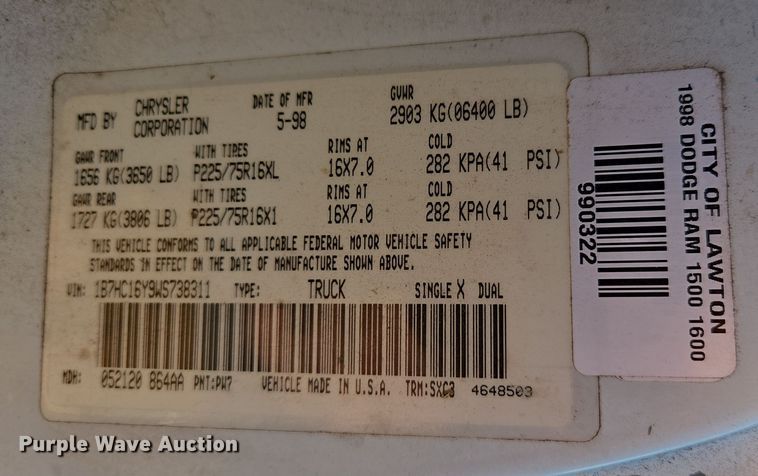 MFD BY CHRYSLER CORPORATION DATE OF MFR 5-98 GVWR 2903 KG(06400 LB)
GAWR FRONT WITH TIRES RIMS AT COLD
1656 KG(3650 LB) P225/75R16XL 16X7.0 282 KPA(41 PSI)
GAWR REAR WITH TIRES RIMS AT COLD
1727 KG(3806 LB) P225/75R16X1 16X7.0 282 KPA(41 PSI)
THIS VEHICLE CONFORMS TO ALL APPLICABLE FEDERAL MOTOR VEHICLE SAFETY
STANDARDS IN EFFECT ON THE DATE OF MANUFACTURE SHOWN ABOVE.
VIN: 1B7HC16Y9WS738311 TYPE: TRUCK SINGLE X DUAL
MDH: 052120 864AA PNT:PW7 VEHICLE MADE IN U.S.A. TRM:SXC3 4648503
CITY OF LAWTON
1998 DODGE RAM 1500 1600
990322
Purple Wave Auction